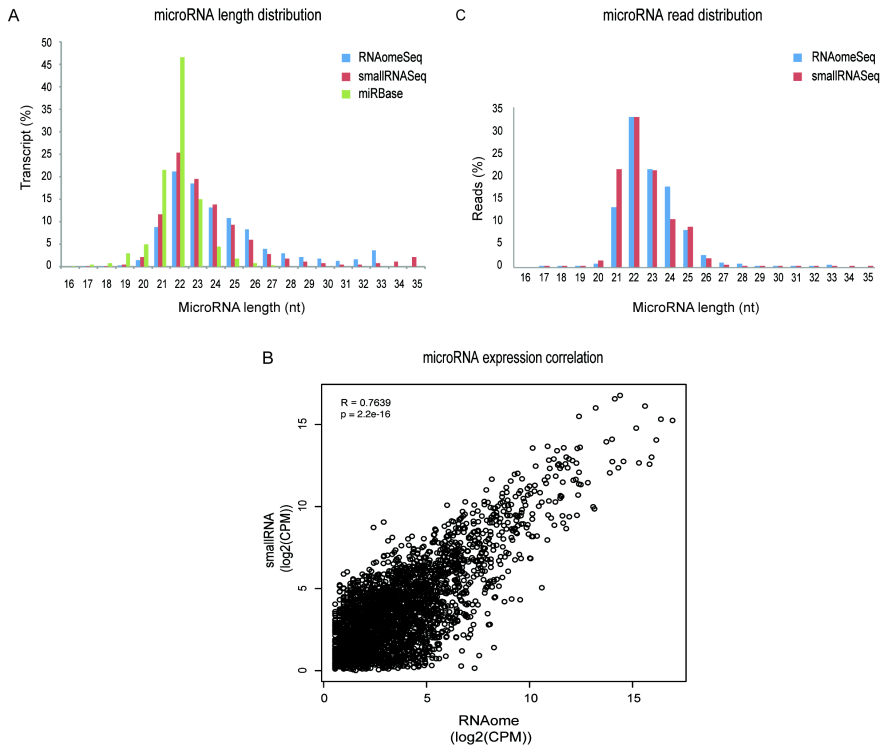 A
microRNA length distribution
50
45
40
35
30
25
20
15
10
5
0
Transcript (%)
RNAomeSeq
smallRNASeq
miRBase
16 17 18 19 20 21 22 23 24 25 26 27 28 29 30 31 32 33 34 35
MicroRNA length (nt)
C
microRNA read distribution
RNAomeSeq
smallRNASeq
35
30
25
20
15
10
5
0
Reads (%)
16 17 18 19 20 21 22 23 24 25 26 27 28 29 30 31 32 33 34 35
MicroRNA length (nt)
B
microRNA expression correlation
R = 0.7639
p = 2.2e-16
15
10
5
0
smallRNA
(log2(CPM))
0 5 10 15
RNAome
(log2(CPM))